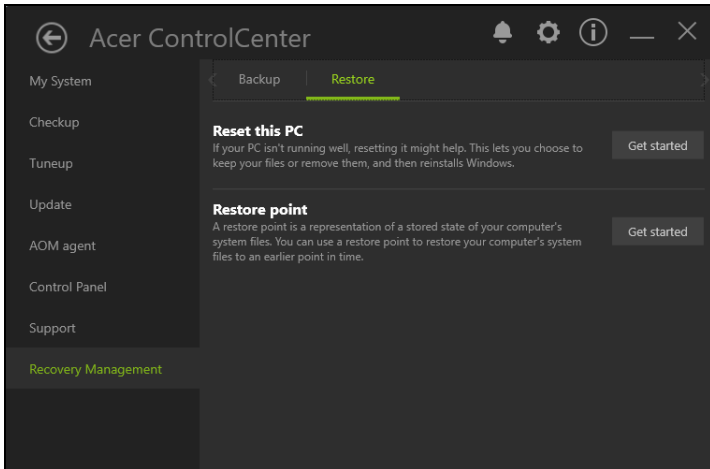 Acer ControlCenter
My System
Checkup
Tuneup
Update
AOM agent
Control Panel
Support
Recovery Management
Backup
Restore
Reset this PC
If your PC isn't running well, resetting it might help. This lets you choose to
keep your files or remove them, and then reinstalls Windows.
Get started
Restore point
A restore point is a representation of a stored state of your computer's
system files. You can use a restore point to restore your computer's system
files to an earlier point in time.
Get started